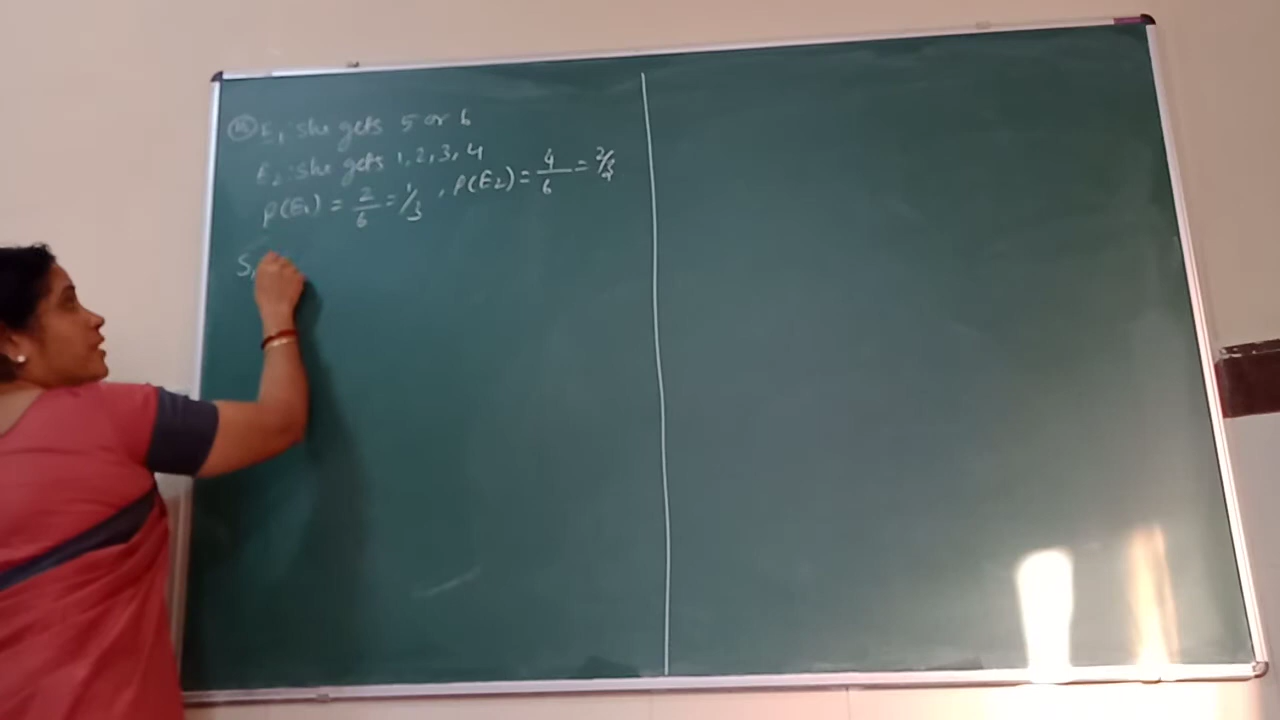 E₁: she gets 5 or 6
E₂: she gets 1, 2, 3, 4
P(E₁) = 2/6 = 1/3, P(E₂) = 4/6 = 2/3
S₁